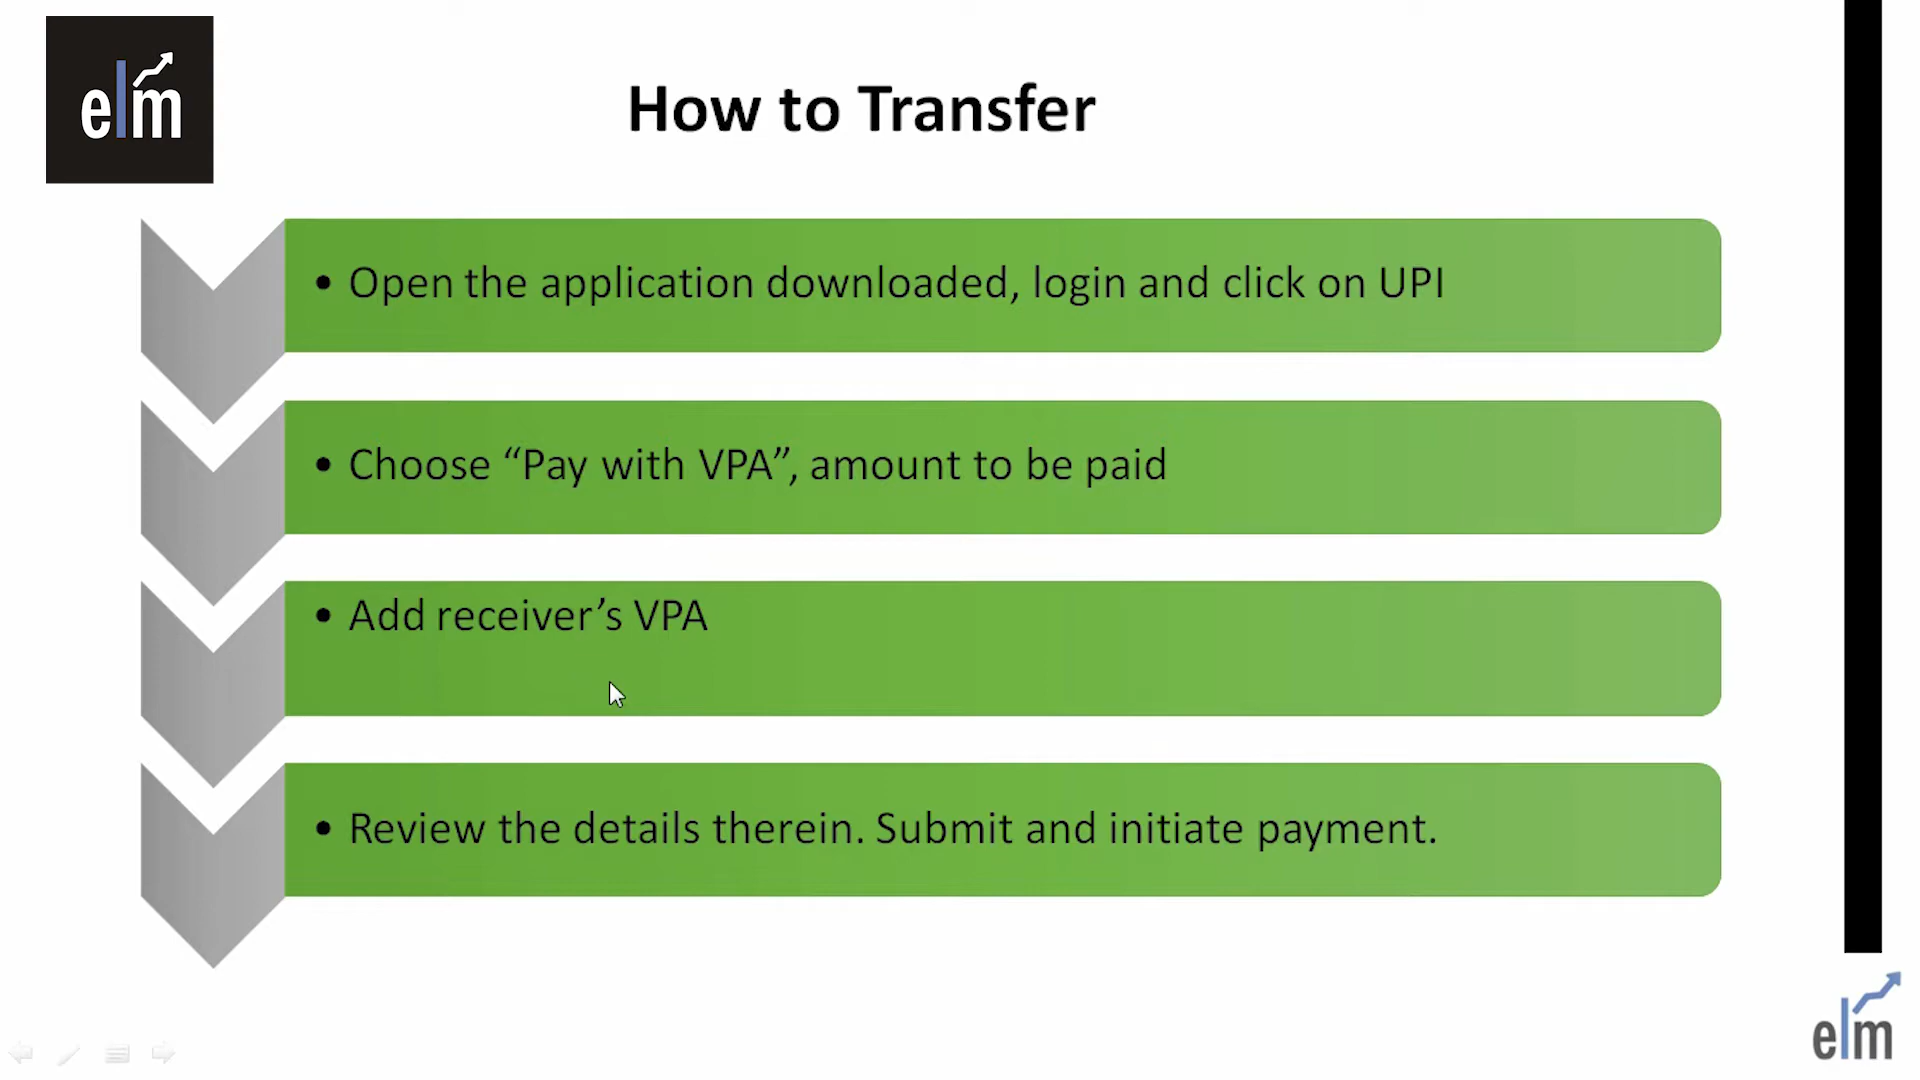 elm
How to Transfer
• Open the application downloaded, login and click on UPI
• Choose “Pay with VPA”, amount to be paid
• Add receiver’s VPA
• Review the details therein. Submit and initiate payment.
elm